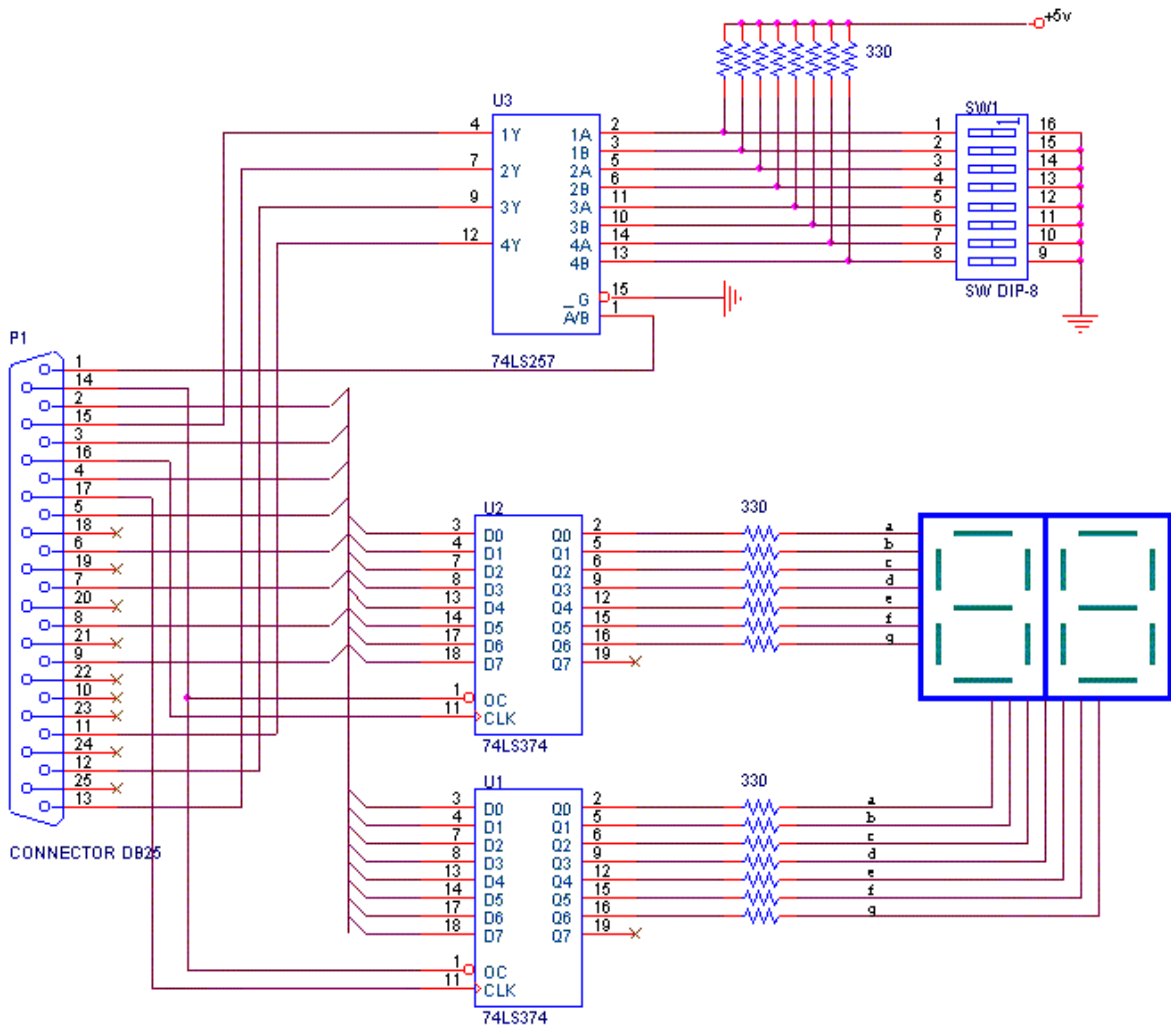 +5v
330
U3
SW1
4 1Y 1A 2 1 16
1B 3 2 15
7 2Y 2A 5 3 14
2B 6 4 13
9 3Y 3A 11 5 12
3B 10 6 11
12 4Y 4A 14 7 10
4B 13 8 9
_G 15
A/B 1
SW DIP-8
74LS257
P1
1
14
2
15
3
16
4
17
5
18
6
19
7
20
8
21
9
22
10
23
11
24
12
25
13
CONNECTOR DB25
U2
330
3 D0 Q0 2 a
4 D1 Q1 5 b
7 D2 Q2 6 c
8 D3 Q3 9 d
13 D4 Q4 12 e
14 D5 Q5 15 f
17 D6 Q6 16 g
18 D7 Q7 19
1 OC
11 CLK
74LS374
U1
330
3 D0 Q0 2 a
4 D1 Q1 5 b
7 D2 Q2 6 c
8 D3 Q3 9 d
13 D4 Q4 12 e
14 D5 Q5 15 f
17 D6 Q6 16 g
18 D7 Q7 19
1 OC
11 CLK
74LS374